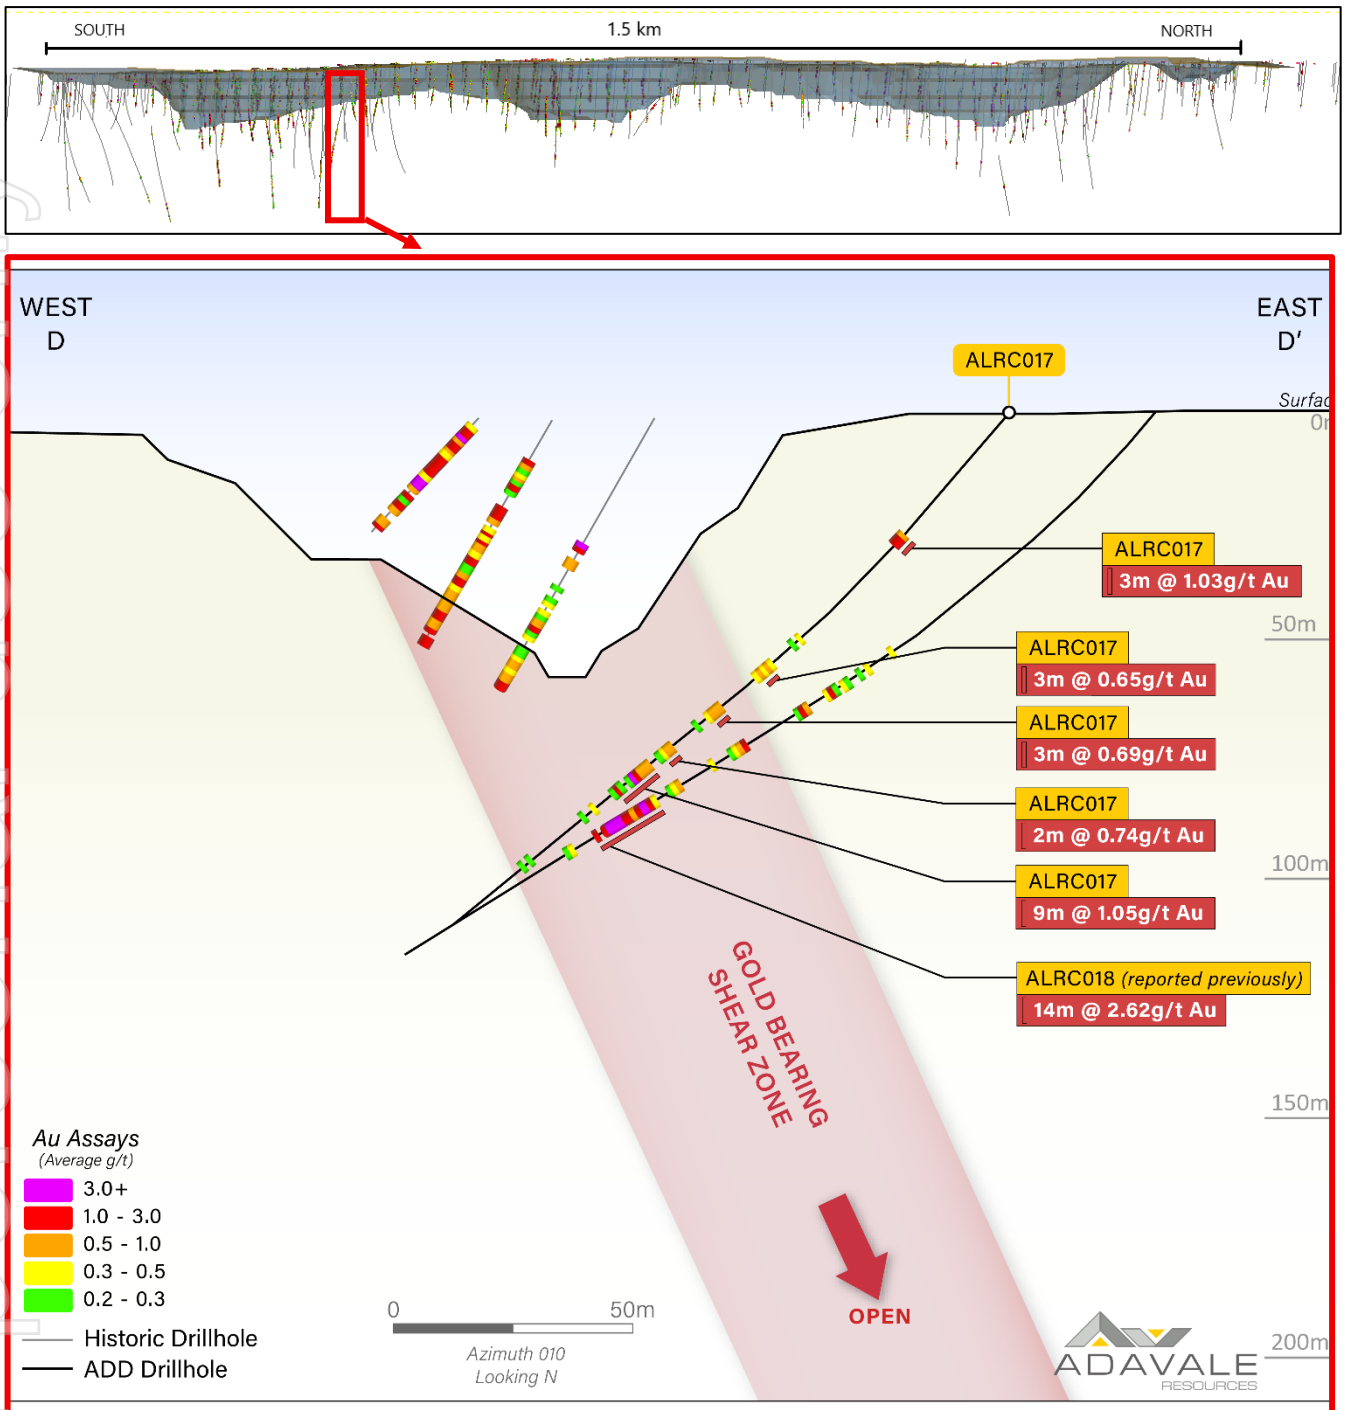 SOUTH
1.5 km
NORTH
WEST
D
EAST
D'
ALRC017
ALRC017
3m @ 1.03g/t Au
50m
ALRC017
3m @ 0.65g/t Au
ALRC017
3m @ 0.69g/t Au
ALRC017
2m @ 0.74g/t Au
100m
ALRC017
9m @ 1.05g/t Au
ALRC018 (reported previously)
14m @ 2.62g/t Au
GOLD BEARING
SHEAR ZONE
150m
Au Assays
(Average g/t)
3.0+
1.0 - 3.0
0.5 - 1.0
0.3 - 0.5
0.2 - 0.3
Historic Drillhole
ADD Drillhole
0 50m
Azimuth 010
Looking N
OPEN
200m
ADAVALE
RESOURCES